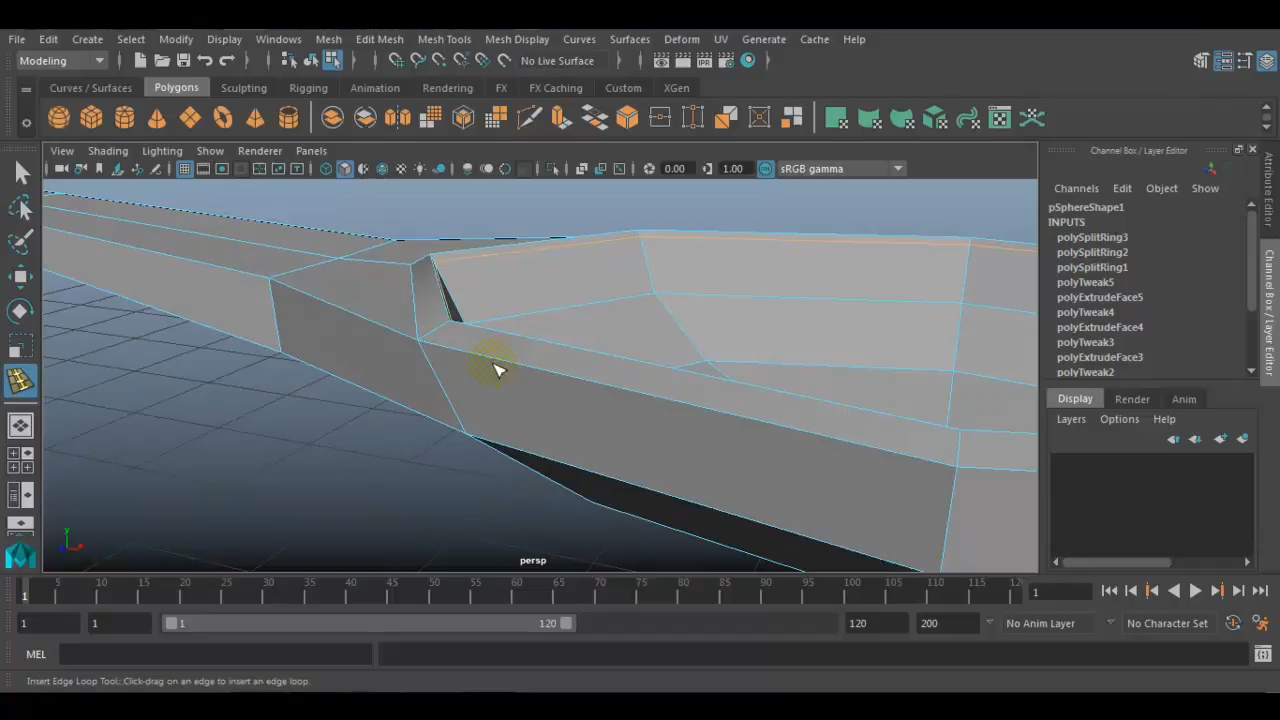 File Edit Create Select Modify Display Windows Mesh Edit Mesh Mesh Tools Mesh Display Curves Surfaces Deform UV Generate Cache Help
Modeling No Live Surface
Curves / Surfaces Polygons Sculpting Rigging Animation Rendering FX FX Caching Custom XGen
View Shading Lighting Show Renderer Panels
0.00 1.00 sRGB gamma
persp
Channel Box / Layer Editor
Channels Edit Object Show
pSphereShape1
INPUTS
polySplitRing3
polySplitRing2
polySplitRing1
polyTweak5
polyExtrudeFace5
polyTweak4
polyExtrudeFace4
polyTweak3
polyExtrudeFace3
polyTweak2
Display Render Anim
Layers Options Help
Attribute Editor
Channel Box / Layer Editor
1 5 10 15 20 25 30 35 40 45 50 55 60 65 70 75 80 85 90 95 100 105 110 115 12 1
1 1 1 120 120 200 No Anim Layer No Character Set
MEL
Insert Edge Loop Tool: Click-drag on an edge to insert an edge loop.